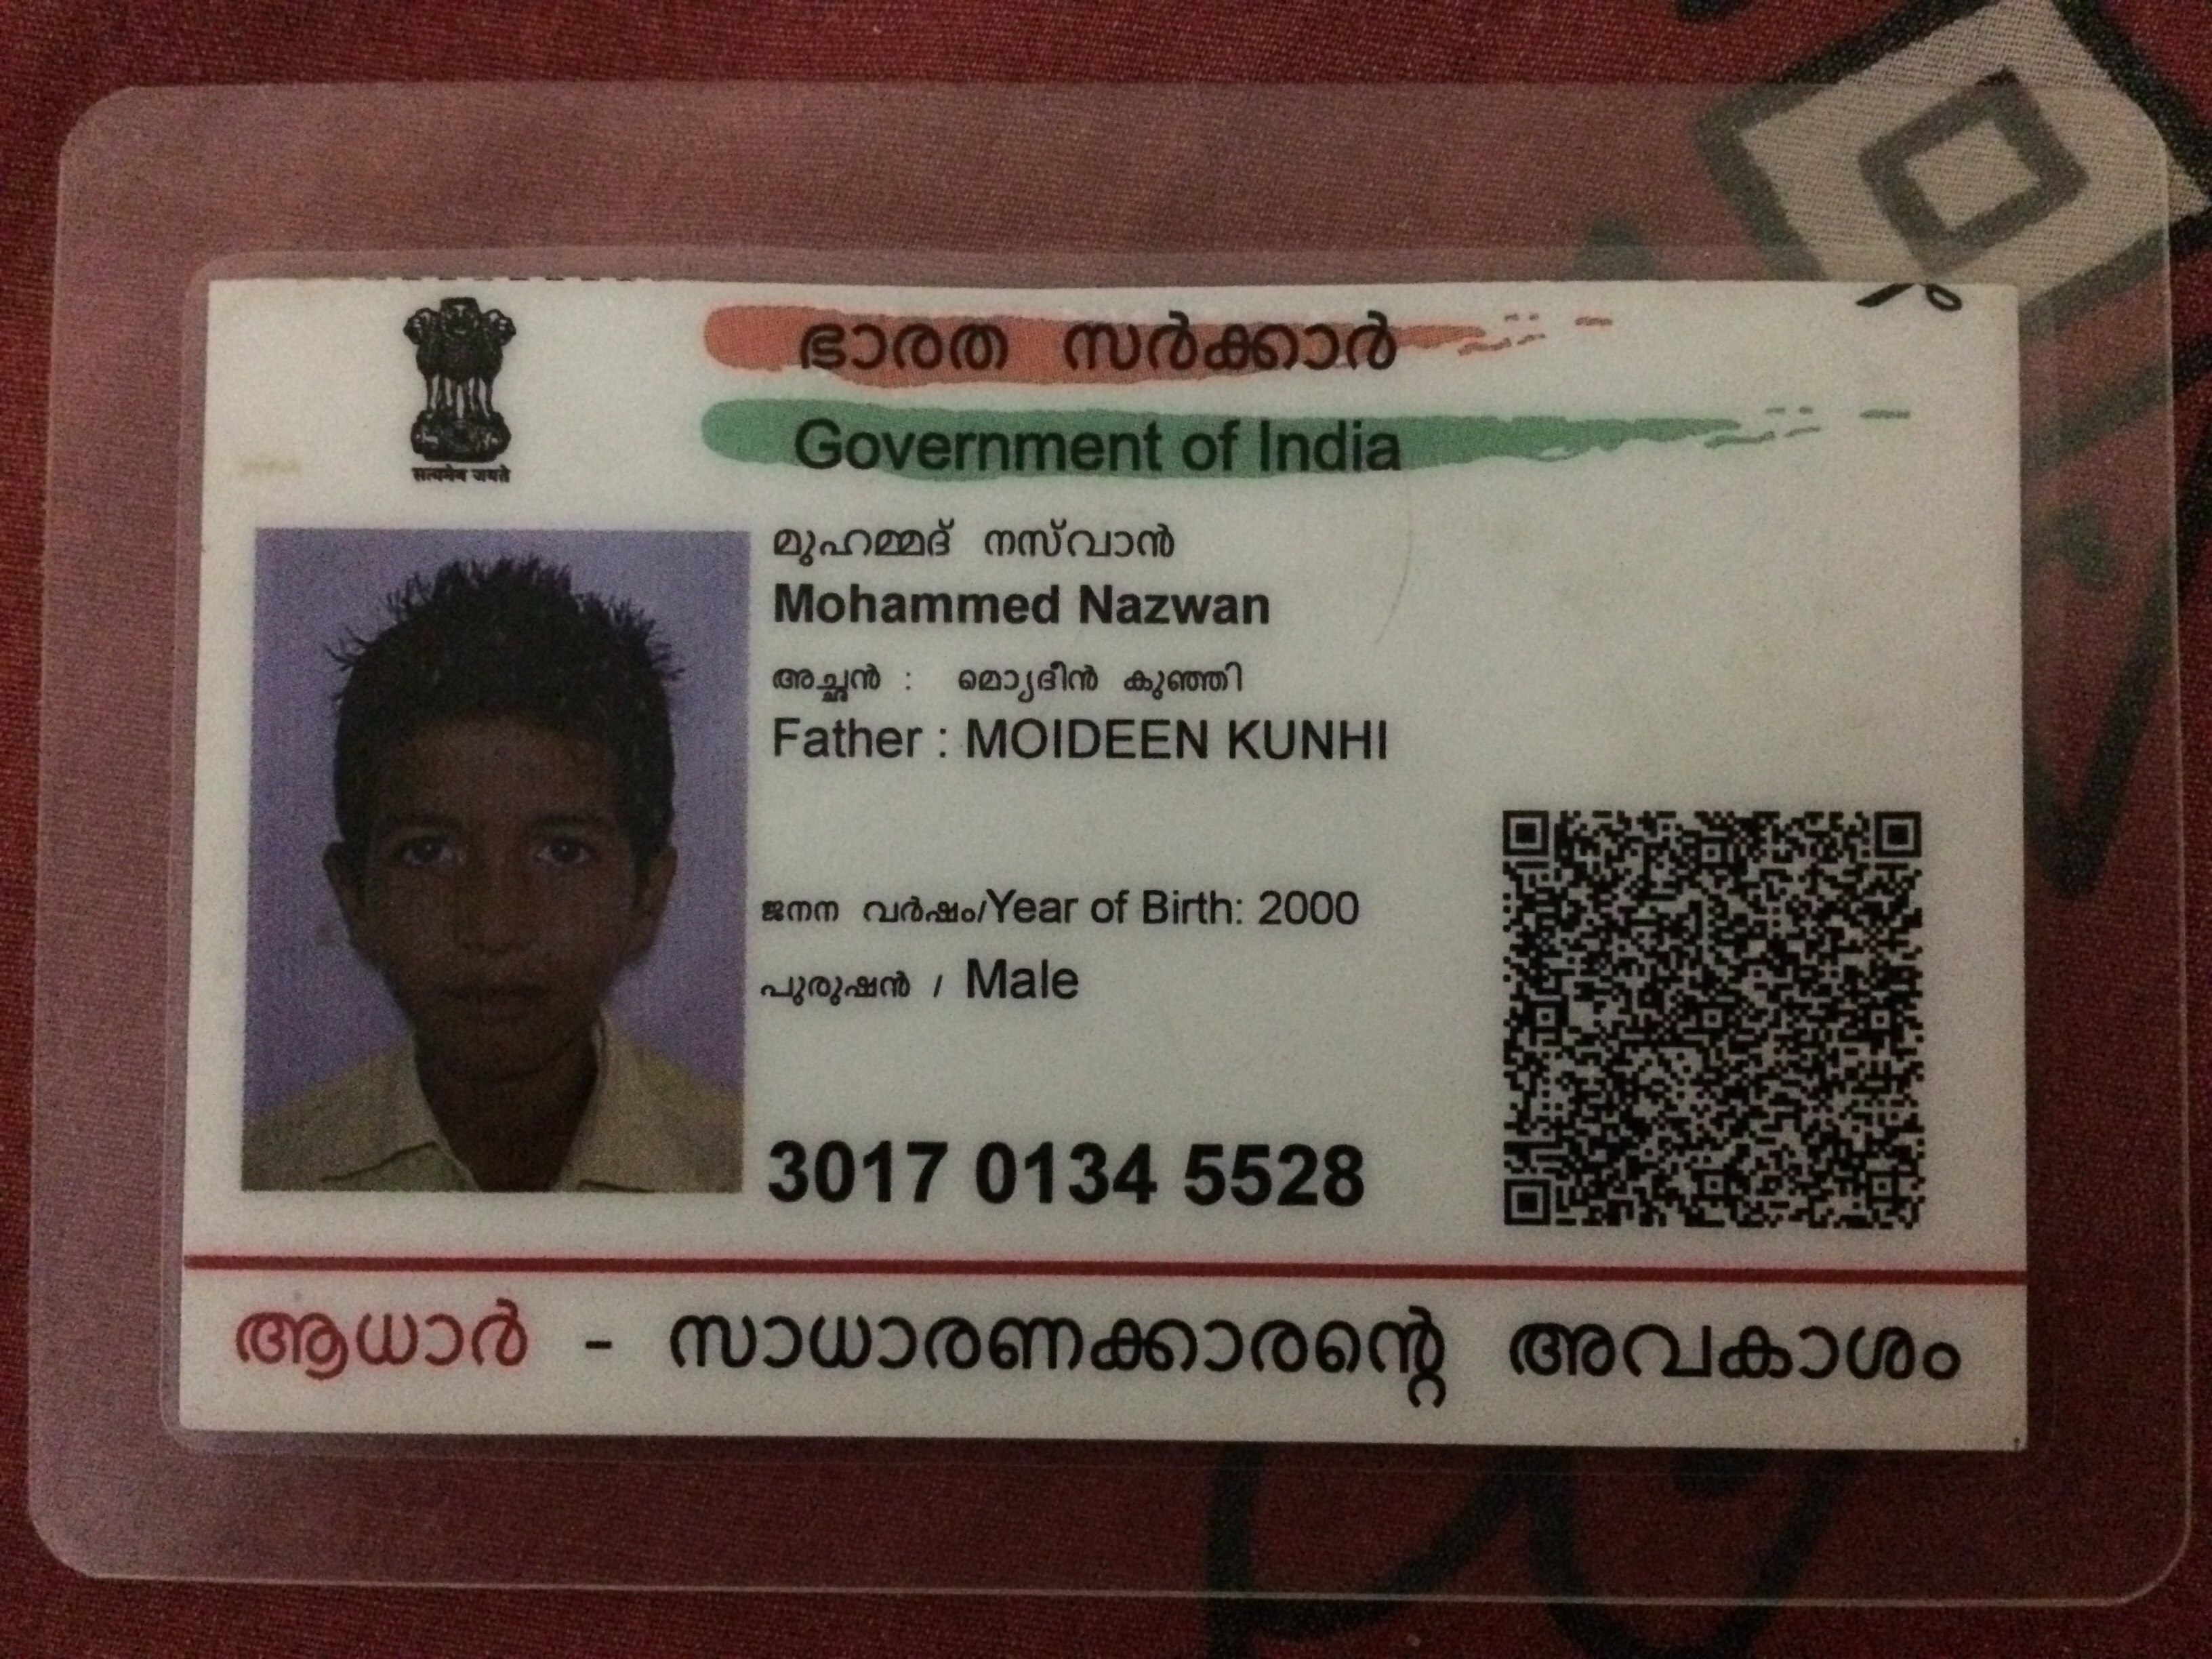 ഭാരത സർക്കാർ
Government of India
सत्यमेव जयते
മുഹമ്മദ് നസ്വാൻ
Mohammed Nazwan
അച്ഛൻ : മൊയ്ദീൻ കുഞ്ഞി
Father : MOIDEEN KUNHI
ജനന വർഷം/Year of Birth: 2000
പുരുഷൻ / Male
3017 0134 5528
ആധാർ - സാധാരണക്കാരന്റെ അവകാശം